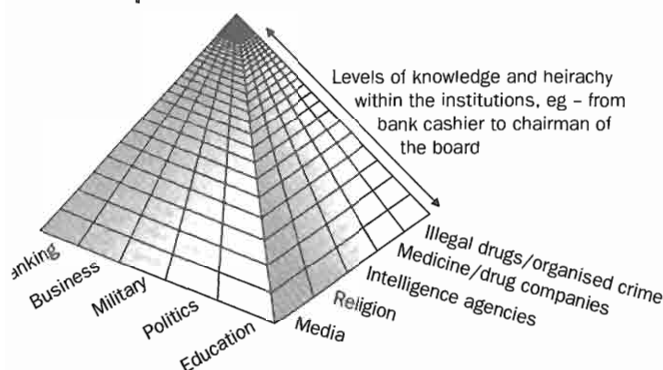 Levels of knowledge and heirachy
within the institutions, eg – from
bank cashier to chairman of
the board
anking
Business
Military
Politics
Education
Media
Religion
Intelligence agencies
Medicine/drug companies
Illegal drugs/organised crime